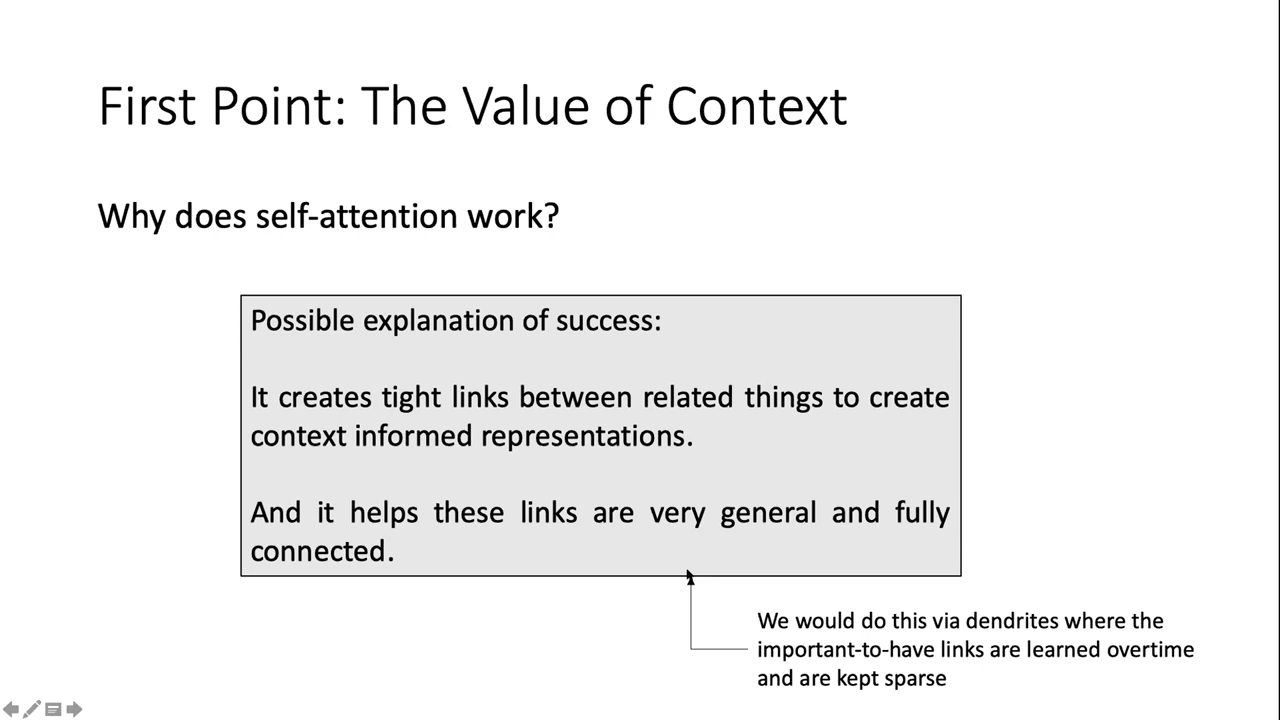 First Point: The Value of Context
Why does self-attention work?
Possible explanation of success:
It creates tight links between related things to create
context informed representations.
And it helps these links are very general and fully
connected.
We would do this via dendrites where the
important-to-have links are learned overtime
and are kept sparse